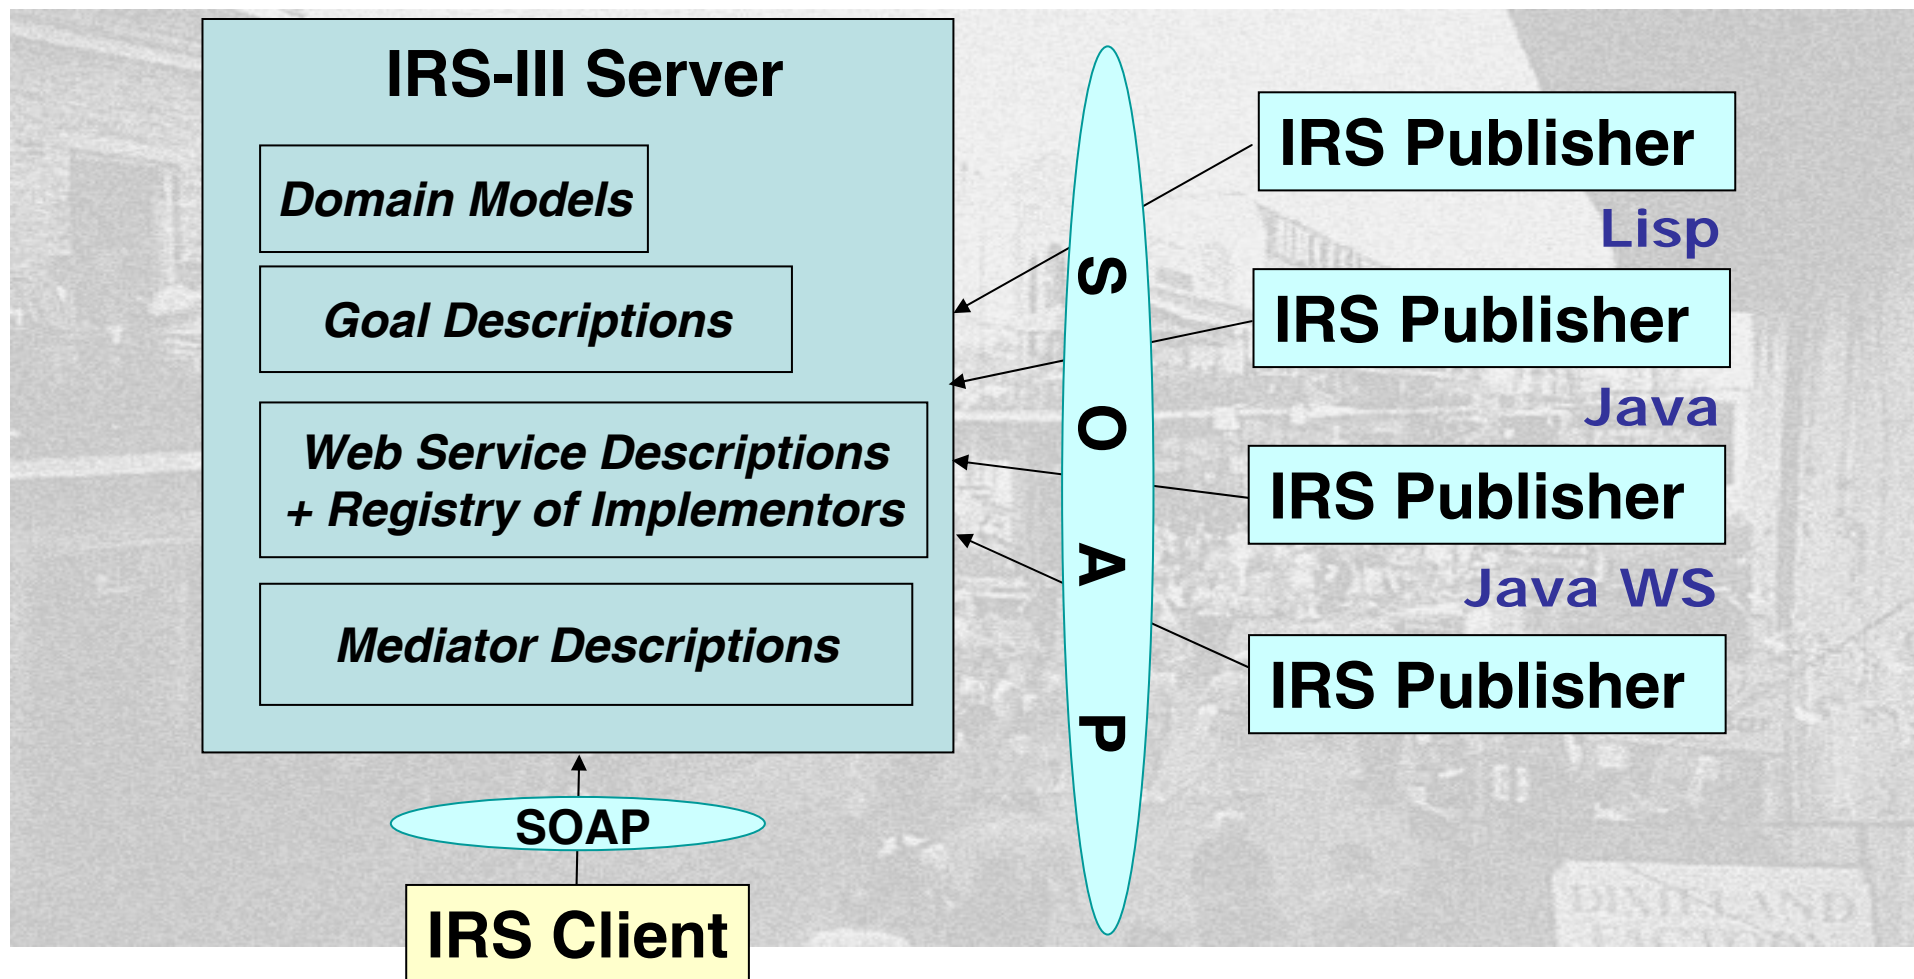 IRS-III Server
Domain Models
Goal Descriptions
Web Service Descriptions
+ Registry of Implementors
Mediator Descriptions
SOAP
IRS Client
S O A P
IRS Publisher
Lisp
IRS Publisher
Java
IRS Publisher
Java WS
IRS Publisher